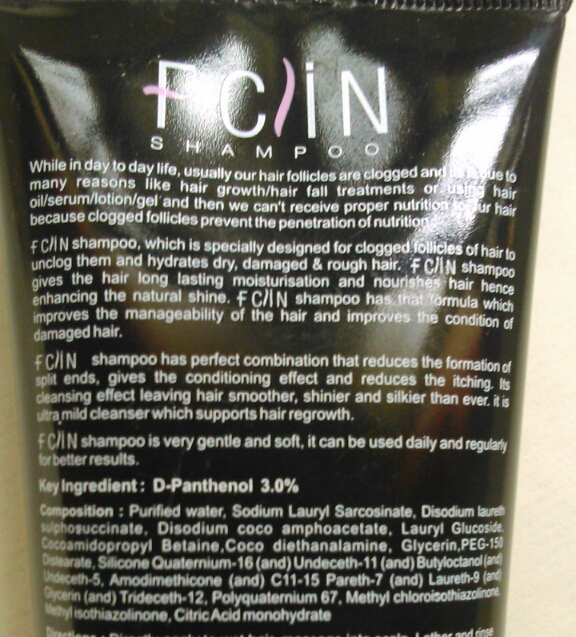 FC/iN
SHAMPOO
While in day to day life, usually our hair follicles are clogged and due to
many reasons like hair growth/hair fall treatments or using hair
oil/serum/lotion/gel and then we can't receive proper nutrition to our hair
because clogged follicles prevent the penetration of nutrition.
FC/IN shampoo, which is specially designed for clogged follicles of hair to
unclog them and hydrates dry, damaged & rough hair. FC/IN shampoo
gives the hair long lasting moisturisation and nourishes hair hence
enhancing the natural shine. FC/IN shampoo has that formula which
improves the manageability of the hair and improves the condition of
damaged hair.
FC/IN shampoo has perfect combination that reduces the formation of
split ends, gives the conditioning effect and reduces the itching. Its
cleansing effect leaving hair smoother, shinier and silkier than ever. it is
ultra mild cleanser which supports hair regrowth.
FC/IN shampoo is very gentle and soft, it can be used daily and regularly
for better results.
Key Ingredient : D-Panthenol 3.0%
Composition : Purified water, Sodium Lauryl Sarcosinate, Disodium laureth
sulphosuccinate, Disodium coco amphoacetate, Lauryl Glucoside,
Cocoamidopropyl Betaine,Coco diethanalamine, Glycerin,PEG-150
Distearate, Silicone Quaternium-16 (and) Undeceth-11 (and) Butyloctanol (and)
Undeceth-5, Amodimethicone (and) C11-15 Pareth-7 (and) Laureth-9 (and)
Glycerin (and) Trideceth-12, Polyquaternium 67, Methyl chloroisothiazolinone,
Methyl isothiazolinone, Citric Acid monohydrate